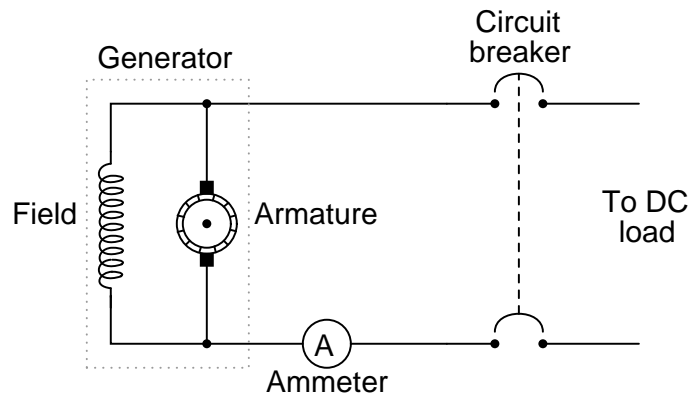 Circuit
breaker
Generator
Field
Armature
To DC
load
A
Ammeter